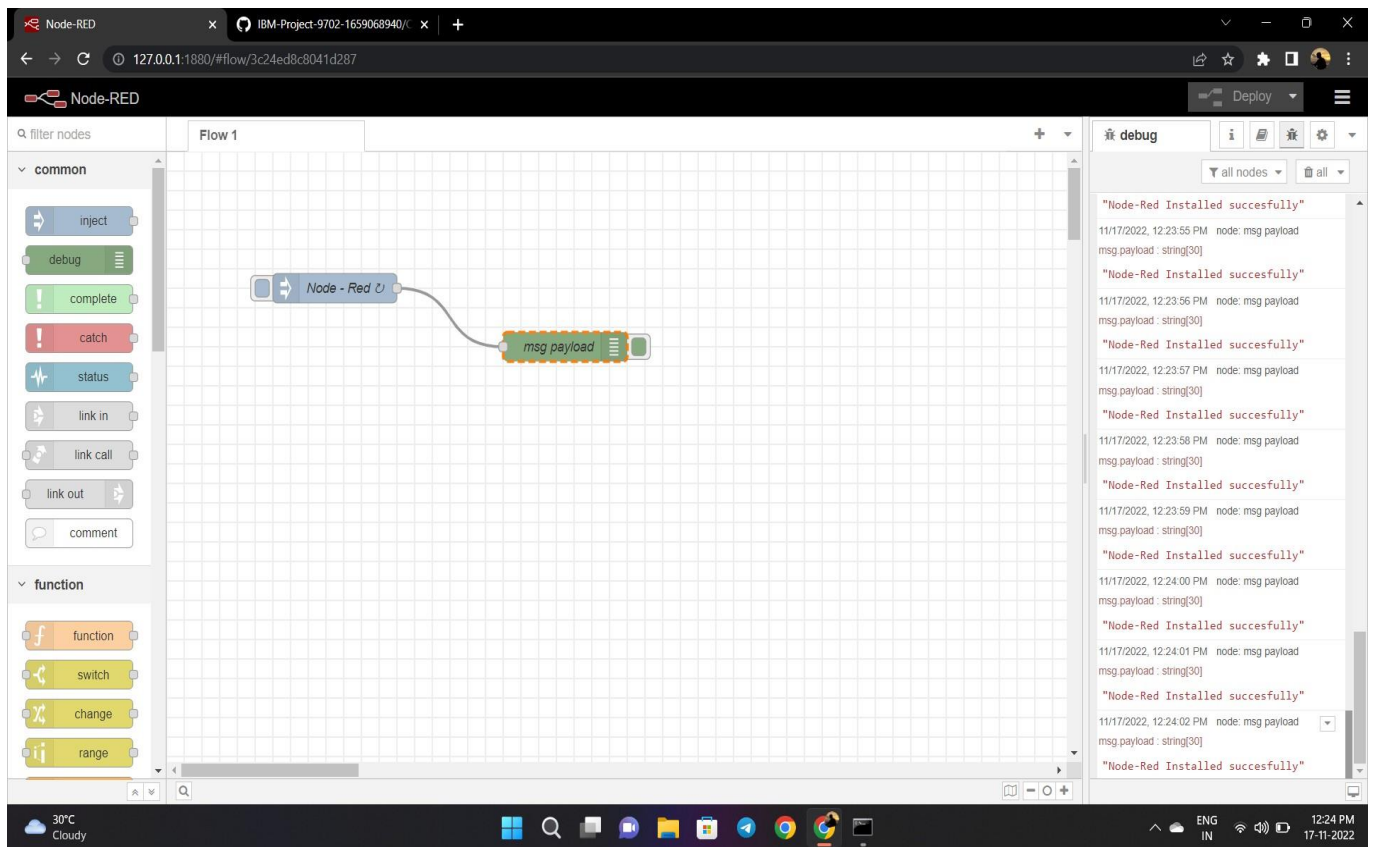 Node-RED
IBM-Project-9702-1659068940/C
127.0.0.1:1880/#flow/3c24ed8c8041d287
Node-RED
Deploy
filter nodes
Flow 1
debug
i
common
all nodes
all
inject
debug
complete
catch
status
link in
link call
link out
comment
function
function
switch
change
range
Node - Red ↻
msg payload
"Node-Red Installed succesfully"
11/17/2022, 12:23:55 PM node: msg payload
msg.payload : string[30]
"Node-Red Installed succesfully"
11/17/2022, 12:23:56 PM node: msg payload
msg.payload : string[30]
"Node-Red Installed succesfully"
11/17/2022, 12:23:57 PM node: msg payload
msg.payload : string[30]
"Node-Red Installed succesfully"
11/17/2022, 12:23:58 PM node: msg payload
msg.payload : string[30]
"Node-Red Installed succesfully"
11/17/2022, 12:23:59 PM node: msg payload
msg.payload : string[30]
"Node-Red Installed succesfully"
11/17/2022, 12:24:00 PM node: msg payload
msg.payload : string[30]
"Node-Red Installed succesfully"
11/17/2022, 12:24:01 PM node: msg payload
msg.payload : string[30]
"Node-Red Installed succesfully"
11/17/2022, 12:24:02 PM node: msg payload
msg.payload : string[30]
"Node-Red Installed succesfully"
30°C
Cloudy
ENG
IN
12:24 PM
17-11-2022